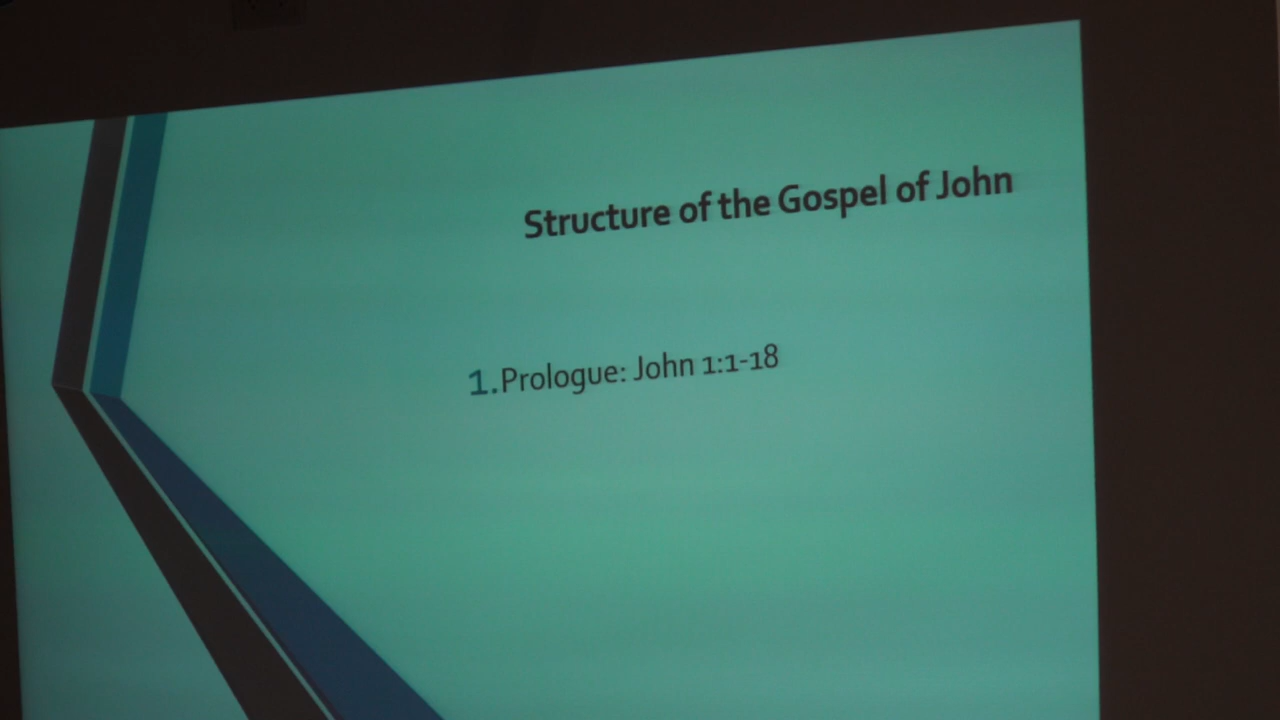 Structure of the Gospel of John
1. Prologue: John 1:1-18